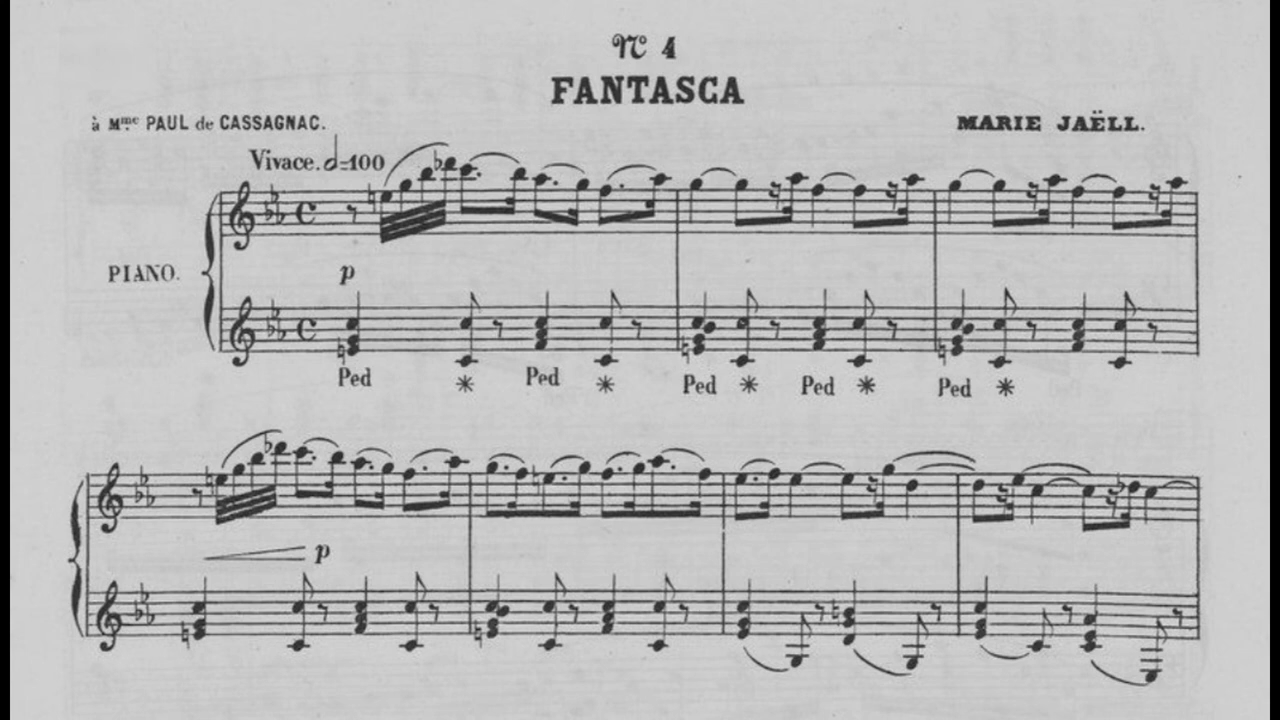 № 4
FANTASCA
à Mme PAUL de CASSAGNAC.
MARIE JAËLL.
Vivace. 𝅗𝅥=100
PIANO.
p
Ped * Ped * Ped * Ped * Ped *
p